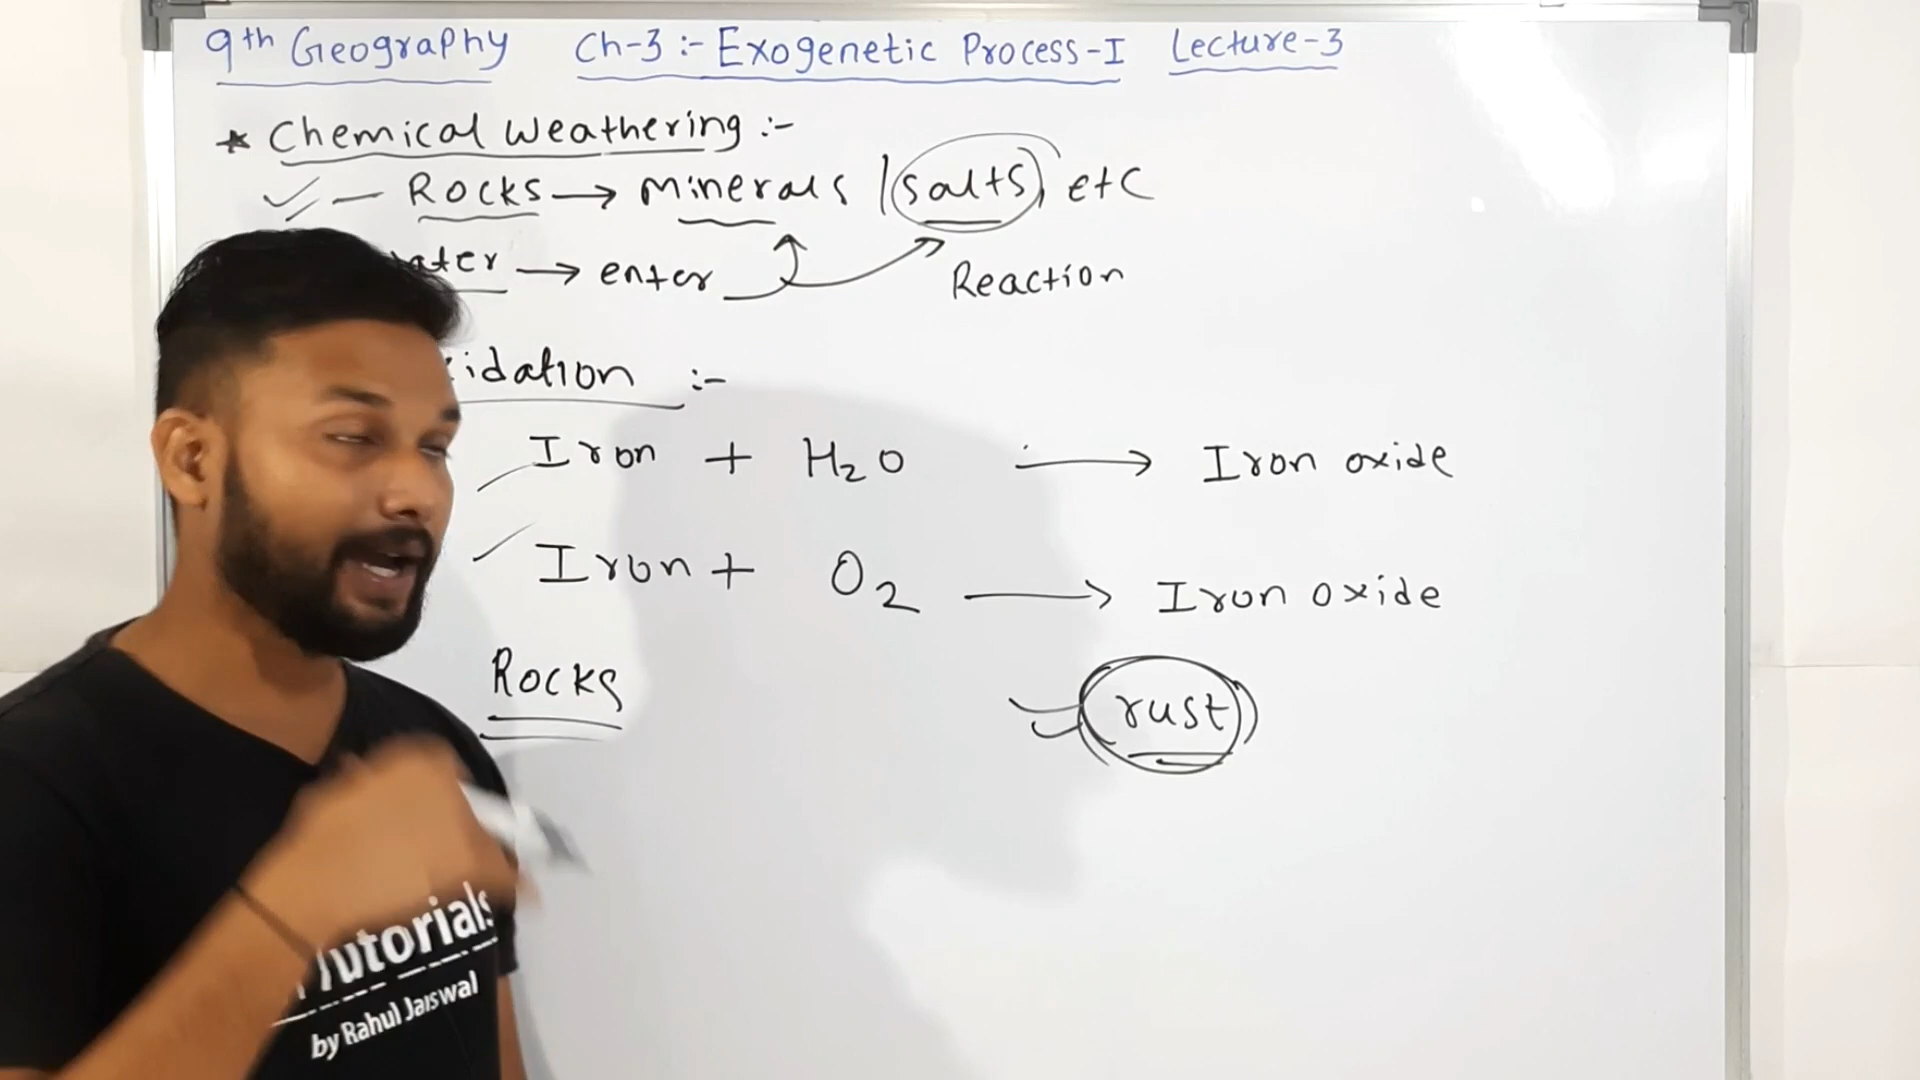 9th Geography Ch-3 :- Exogenetic Process-I Lecture-3
* Chemical weathering :-
— Rocks → minerals / salts, etc
ater → enter
Reaction
idation :-
Iron + H2O → Iron oxide
Iron + O2 → Iron oxide
Rocks
rust
Tutorials
by Rahul Jaiswal